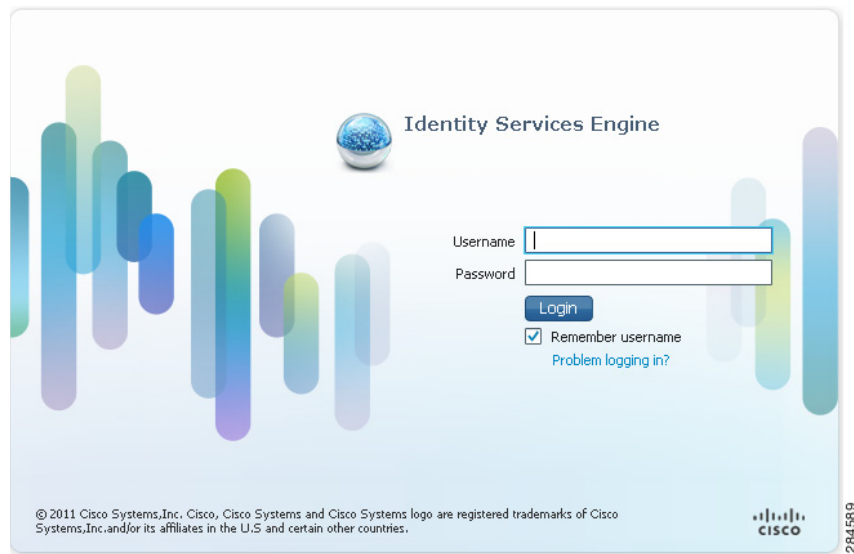 Identity Services Engine
Username
Password
Login
Remember username
Problem logging in?
© 2011 Cisco Systems,Inc. Cisco, Cisco Systems and Cisco Systems logo are registered trademarks of Cisco
Systems,Inc.and/or its affiliates in the U.S and certain other countries.
CISCO
284589